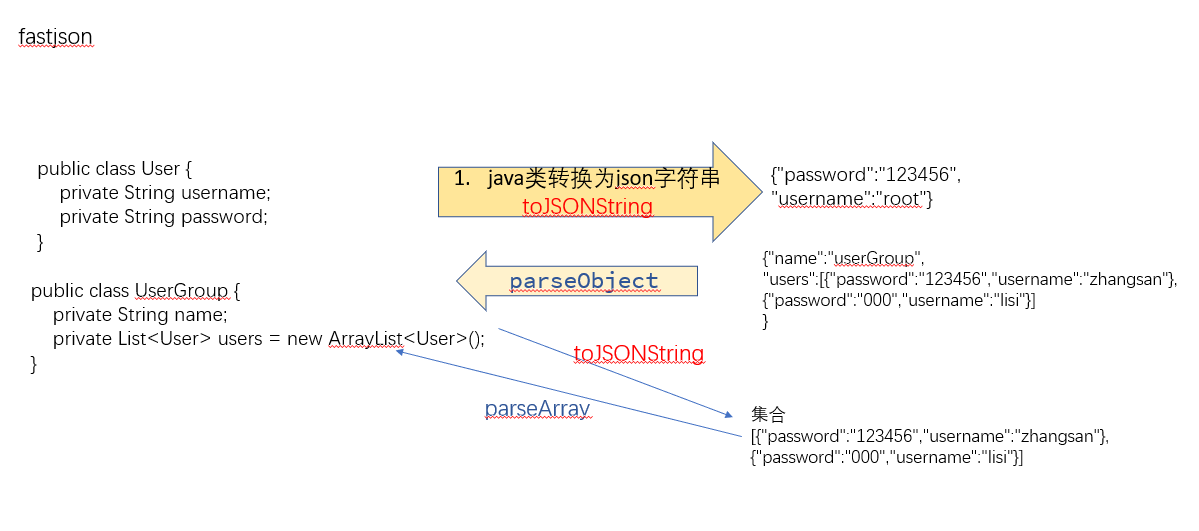 fastjson
public class User {
private String username;
private String password;
}
public class UserGroup {
private String name;
private List<User> users = new ArrayList<User>();
}
1. java类转换为json字符串
toJSONString
parseObject
toJSONString
parseArray
{"password":"123456",
"username":"root"}
{"name":"userGroup",
"users":[{"password":"123456","username":"zhangsan"},
{"password":"000","username":"lisi"}]
}
集合
[{"password":"123456","username":"zhangsan"},
{"password":"000","username":"lisi"}]